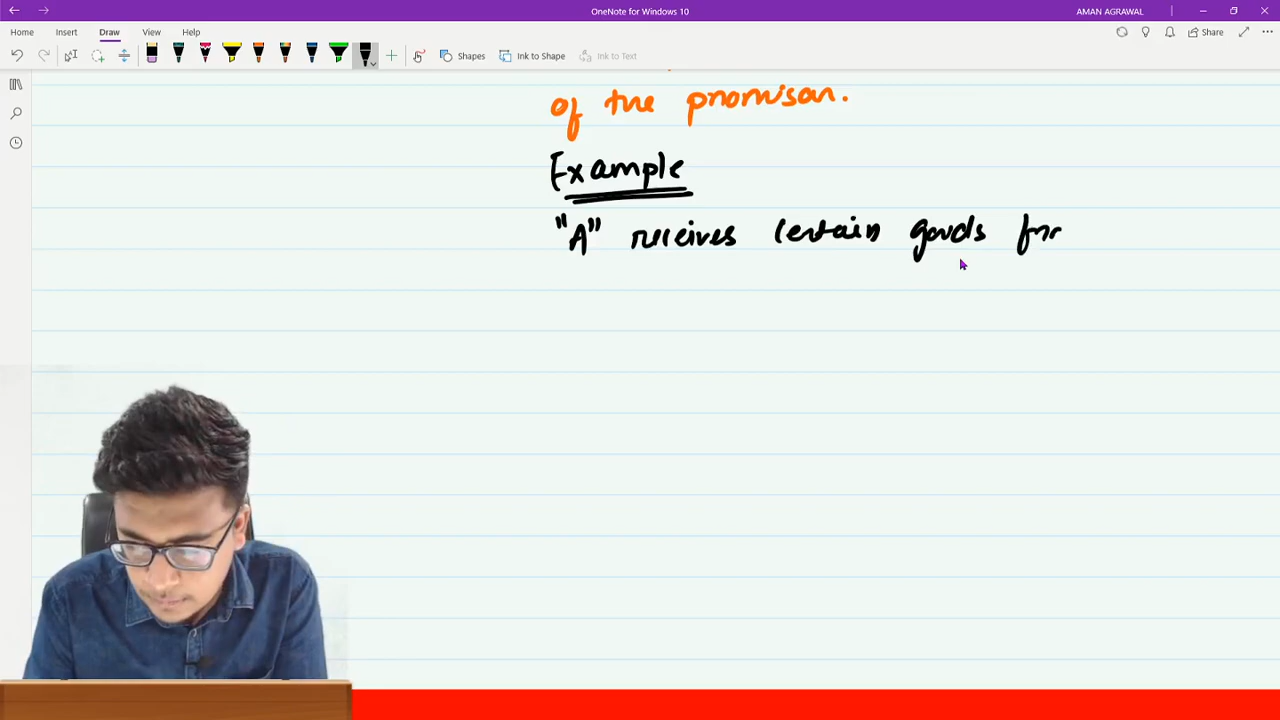 OneNote for Windows 10
AMAN AGRAWAL
Home Insert Draw View Help
Share
Shapes Ink to Shape Ink to Text
of the promisor.
Example
"A" receives certain goods for